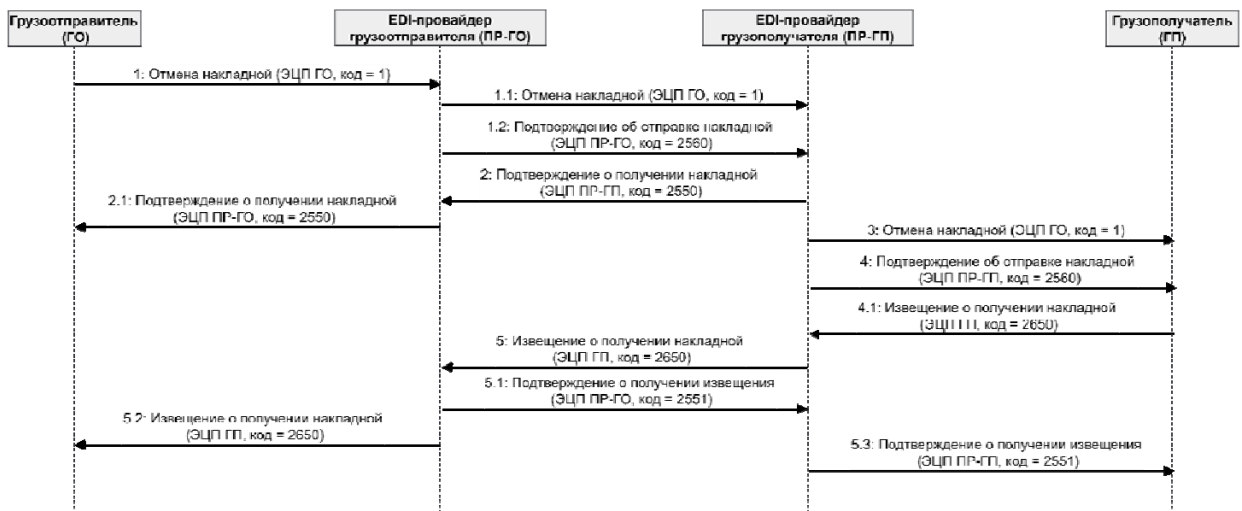 Грузоотправитель
(ГО)
EDI-провайдер
грузоотправителя (ПР-ГО)
EDI-провайдер
грузополучателя (ПР-ГП)
Грузополучатель
(ГП)
1: Отмена накладной (ЭЦП ГО, код = 1)
1.1: Отмена накладной (ЭЦП ГО, код = 1)
1.2: Подтверждение об отправке накладной
(ЭЦП ПР-ГО, код = 2560)
2: Подтверждение о получении накладной
(ЭЦП ПР-ГП, код = 2550)
2.1: Подтверждение о получении накладной
(ЭЦП ПР-ГО, код = 2550)
3: Отмена накладной (ЭЦП ГО, код = 1)
4: Подтверждение об отправке накладной
(ЭЦП ПР-ГП, код = 2560)
4.1: Извещение о получении накладной
(ЭЦП ГП, код = 2650)
5: Извещение о получении накладной
(ЭЦП ГП, код = 2650)
5.1: Подтверждение о получении извещения
(ЭЦП ПР-ГО, код = 2551)
5.2: Извещение о получении накладной
(ЭЦП ГП, код = 2650)
5.3: Подтверждение о получении извещения
(ЭЦП ПР-ГП, код = 2551)